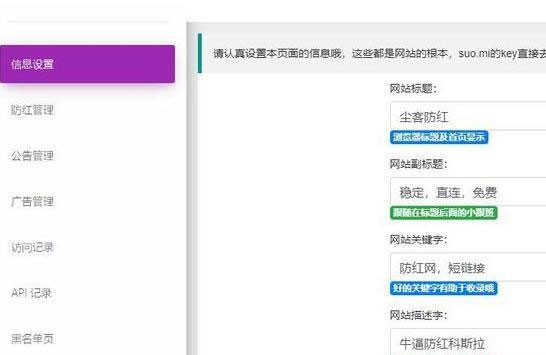 信息设置
防红管理
公告管理
广告管理
访问记录
API 记录
黑名单页
请认真设置本页面的信息哦，这些都是网站的根本，suo.mi的key直接去
网站标题：
尘客防红
浏览器标题及首页显示
网站副标题：
稳定，直连，免费
跟随在标题后面的小跟班
网站关键字：
防红网，短链接
好的关键字有助于收录哦
网站描述字：
牛逼防红科斯拉